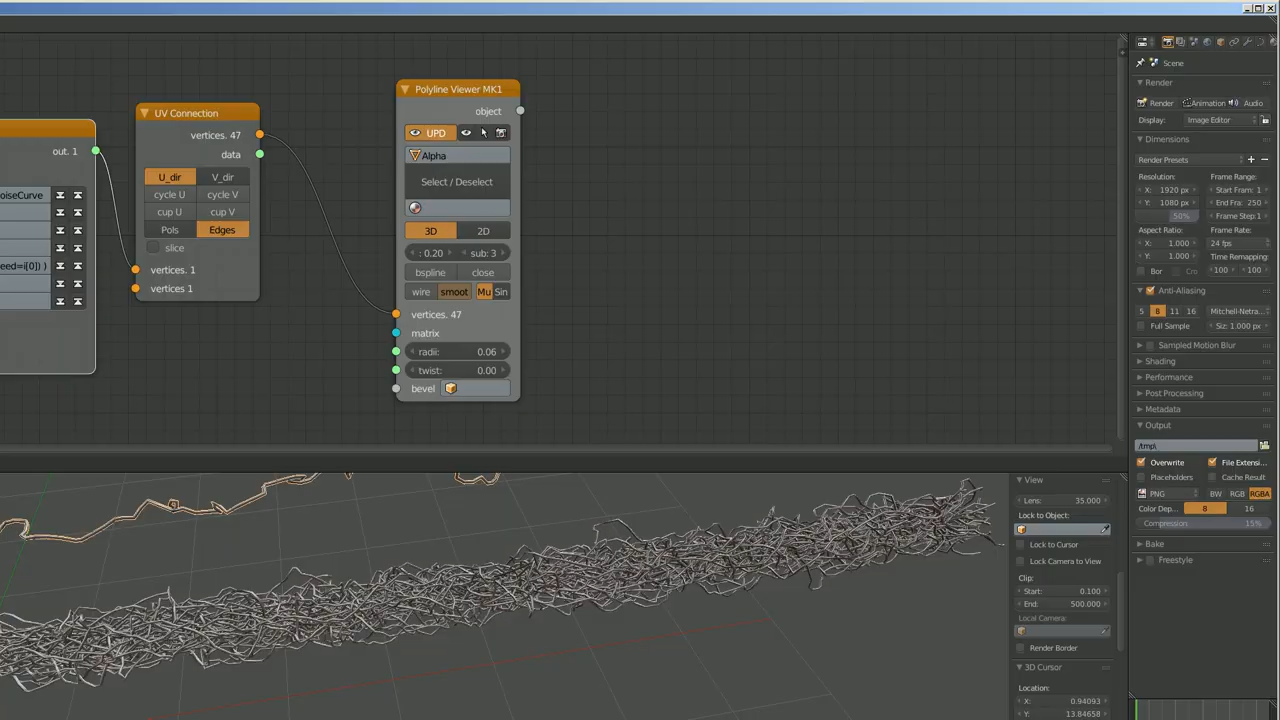 out. 1
oiseCurve
eed=i[0]) )
UV Connection
vertices. 47
data
U_dir V_dir
cycle U cycle V
cup U cup V
Pols Edges
slice
vertices. 1
vertices 1
Polyline Viewer MK1
object
UPD
Alpha
Select / Deselect
3D 2D
: 0.20 sub: 3
bspline close
wire smoot Mu Sin
vertices. 47
matrix
radii: 0.06
twist: 0.00
bevel
View
Lens: 35.000
Lock to Object:
Lock to Cursor
Lock Camera to View
Clip:
Start: 0.100
End: 500.000
Local Camera:
Render Border
3D Cursor
Location:
X: 0.94093
Y: 13.84658
Scene
Render
Render Animation Audio
Display: Image Editor
Dimensions
Render Presets
Resolution: Frame Range:
X: 1920 px Start Fram: 1
Y: 1080 px End Fra: 250
50% Frame Step:1
Aspect Ratio: Frame Rate:
X: 1.000 24 fps
Y: 1.000 Time Remapping:
Bor Cro : 100 : 100
Anti-Aliasing
5 8 11 16 Mitchell-Netra...
Full Sample Siz: 1.000 px
Sampled Motion Blur
Shading
Performance
Post Processing
Metadata
Output
/tmp\
Overwrite File Extensi...
Placeholders Cache Result
PNG BW RGB RGBA
Color Dep... 8 16
Compression: 15%
Bake
Freestyle